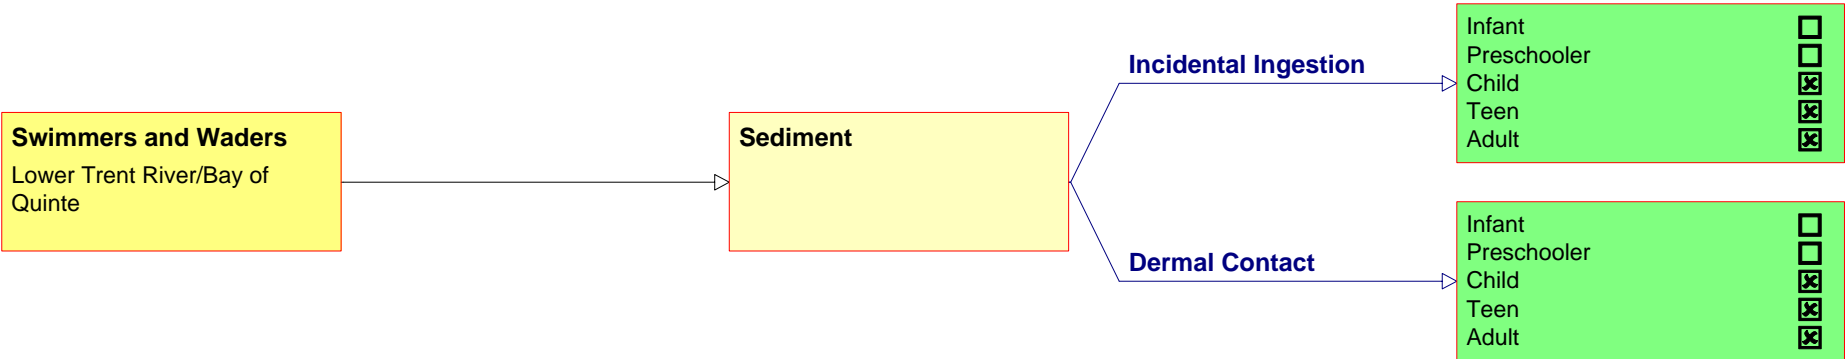 Swimmers and Waders
Lower Trent River/Bay of
Quinte
Sediment
Incidental Ingestion
Infant
Preschooler
Child
Teen
Adult
Dermal Contact
Infant
Preschooler
Child
Teen
Adult